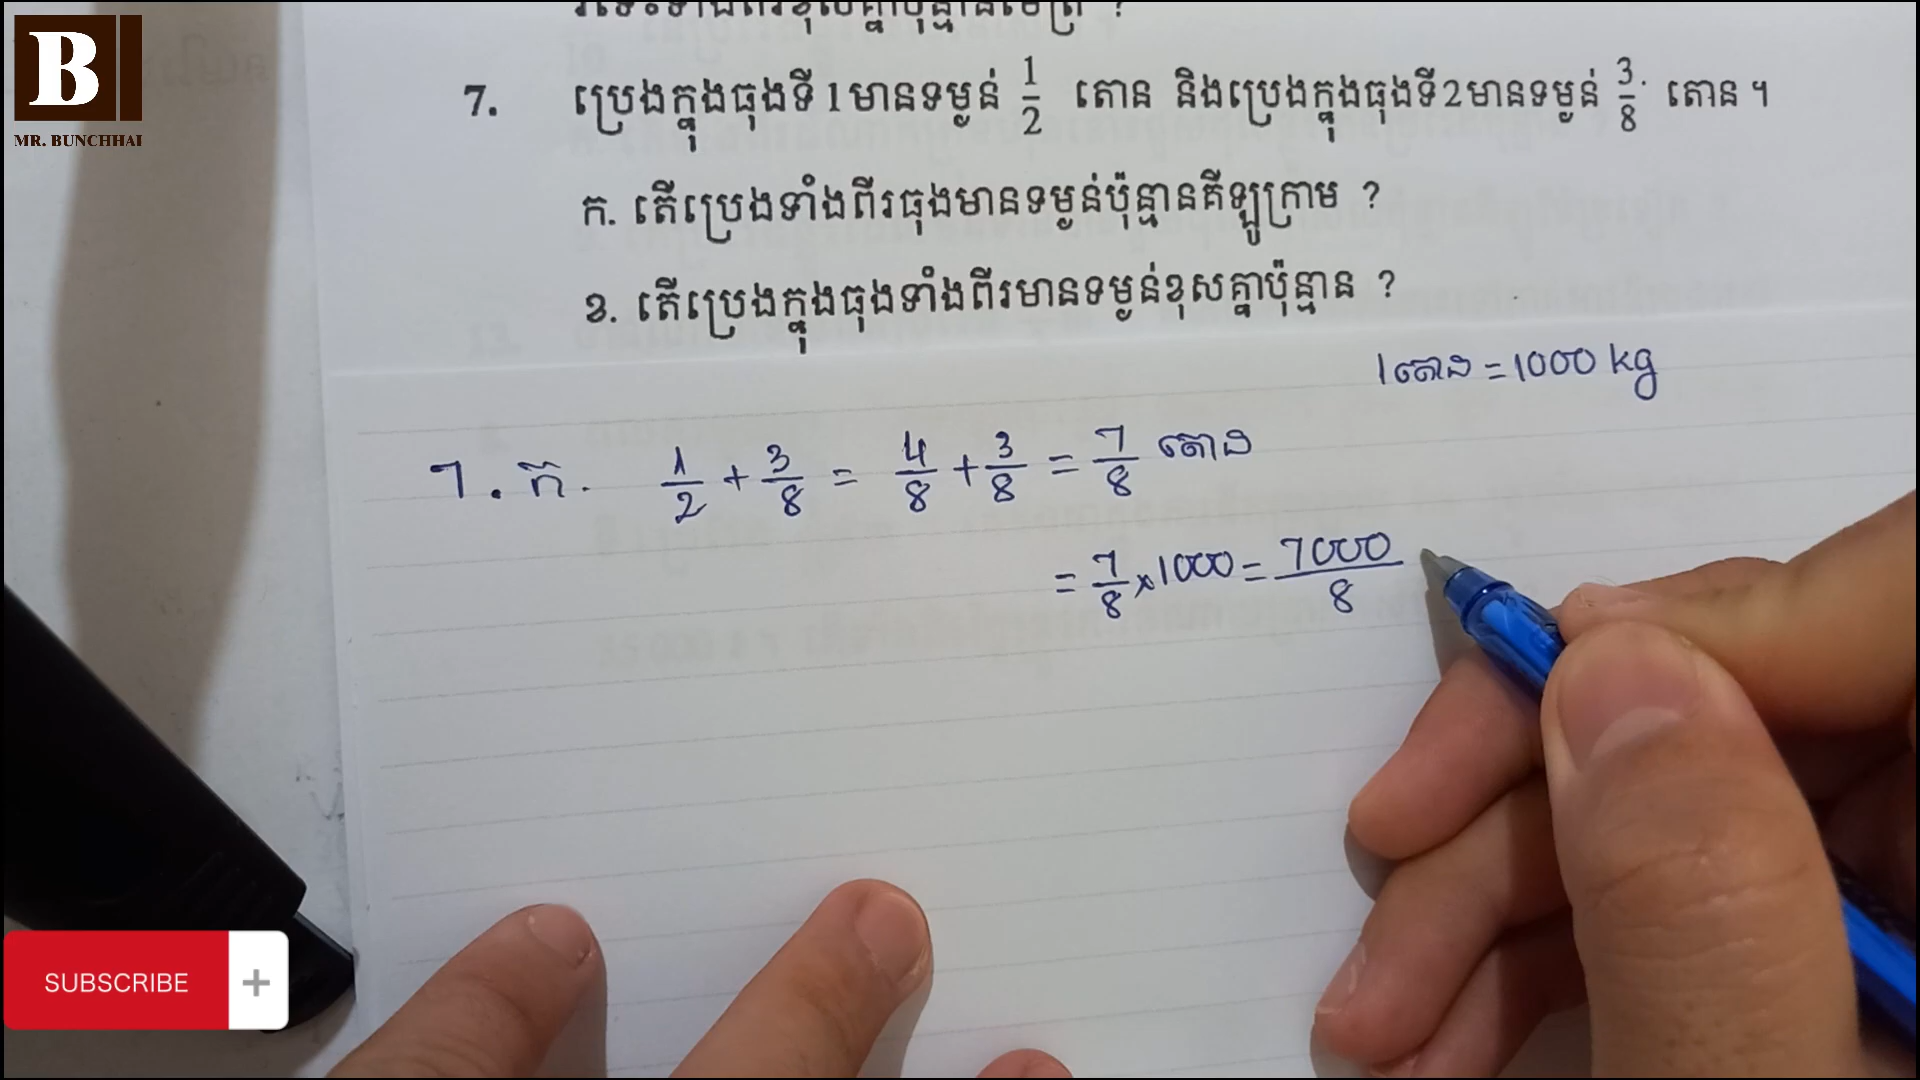 B
MR. BUNCHHAI
7. ប្រេងក្នុងធុងទី1មានទម្ងន់ 1/2 តោន និងប្រេងក្នុងធុងទី2មានទម្ងន់ 3/8 តោន ។
ក. តើប្រេងទាំងពីរធុងមានទម្ងន់ប៉ុន្មានគីឡូក្រាម ?
ខ. តើប្រេងក្នុងធុងទាំងពីរមានទម្ងន់ខុសគ្នាប៉ុន្មាន ?
1តោន = 1000 kg
7. ក. 1/2 + 3/8 = 4/8 + 3/8 = 7/8 តោន
= 7/8 × 1000 = 7000/8
SUBSCRIBE +